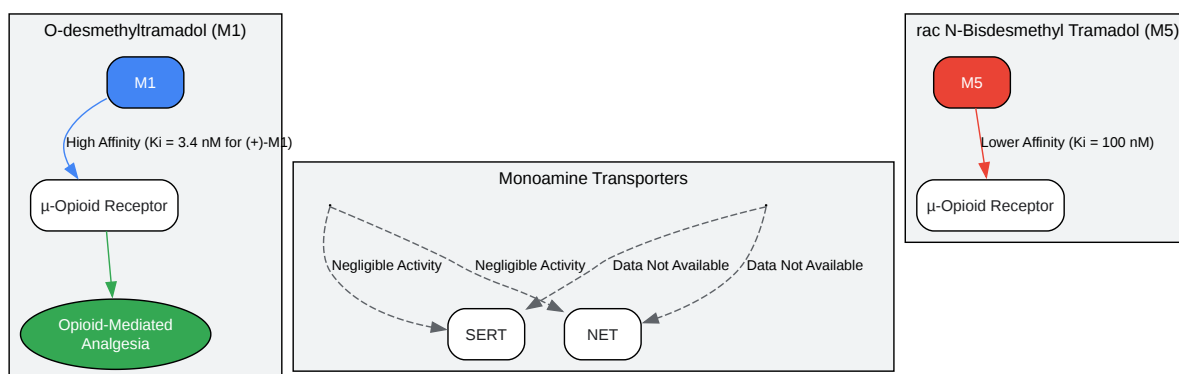 O-desmethyltramadol (M1)
M1
High Affinity (Ki = 3.4 nM for (+)-M1)
µ-Opioid Receptor
Opioid-Mediated
Analgesia
Monoamine Transporters
Negligible Activity
Negligible Activity
Data Not Available
Data Not Available
SERT
NET
rac N-Bisdesmethyl Tramadol (M5)
M5
Lower Affinity (Ki = 100 nM)
µ-Opioid Receptor